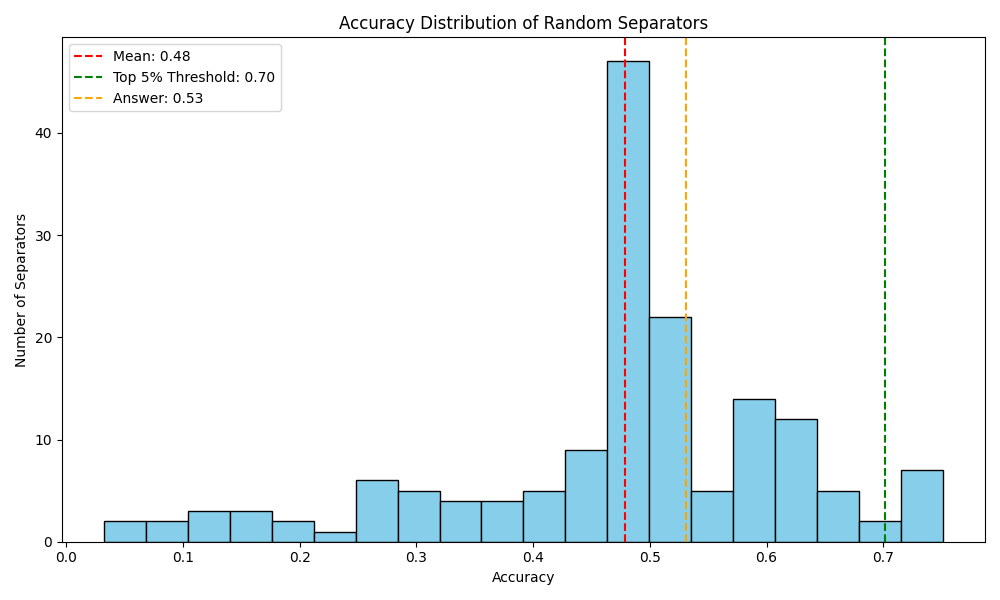 Accuracy Distribution of Random Separators
Mean: 0.48
Top 5% Threshold: 0.70
Answer: 0.53
Number of Separators
40
30
20
10
0
0.0 0.1 0.2 0.3 0.4 0.5 0.6 0.7
Accuracy